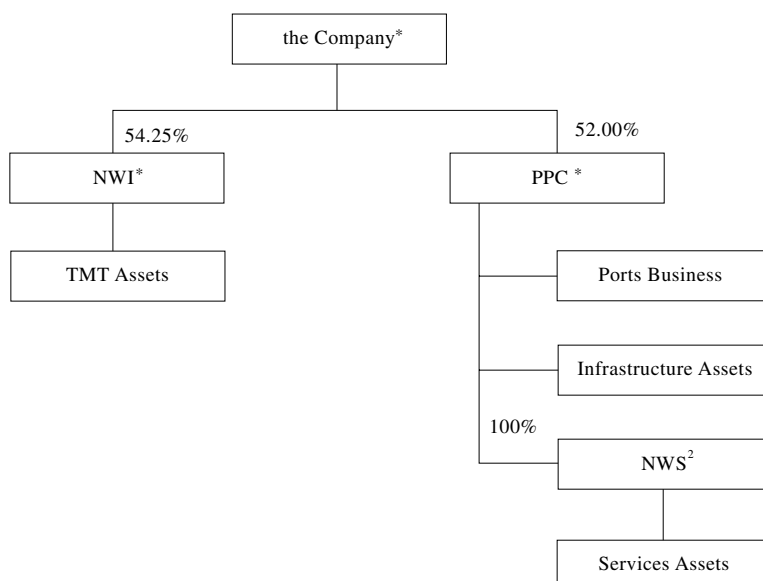 the Company*
54.25%
52.00%
NWI*
PPC *
TMT Assets
Ports Business
Infrastructure Assets
100%
NWS²
Services Assets